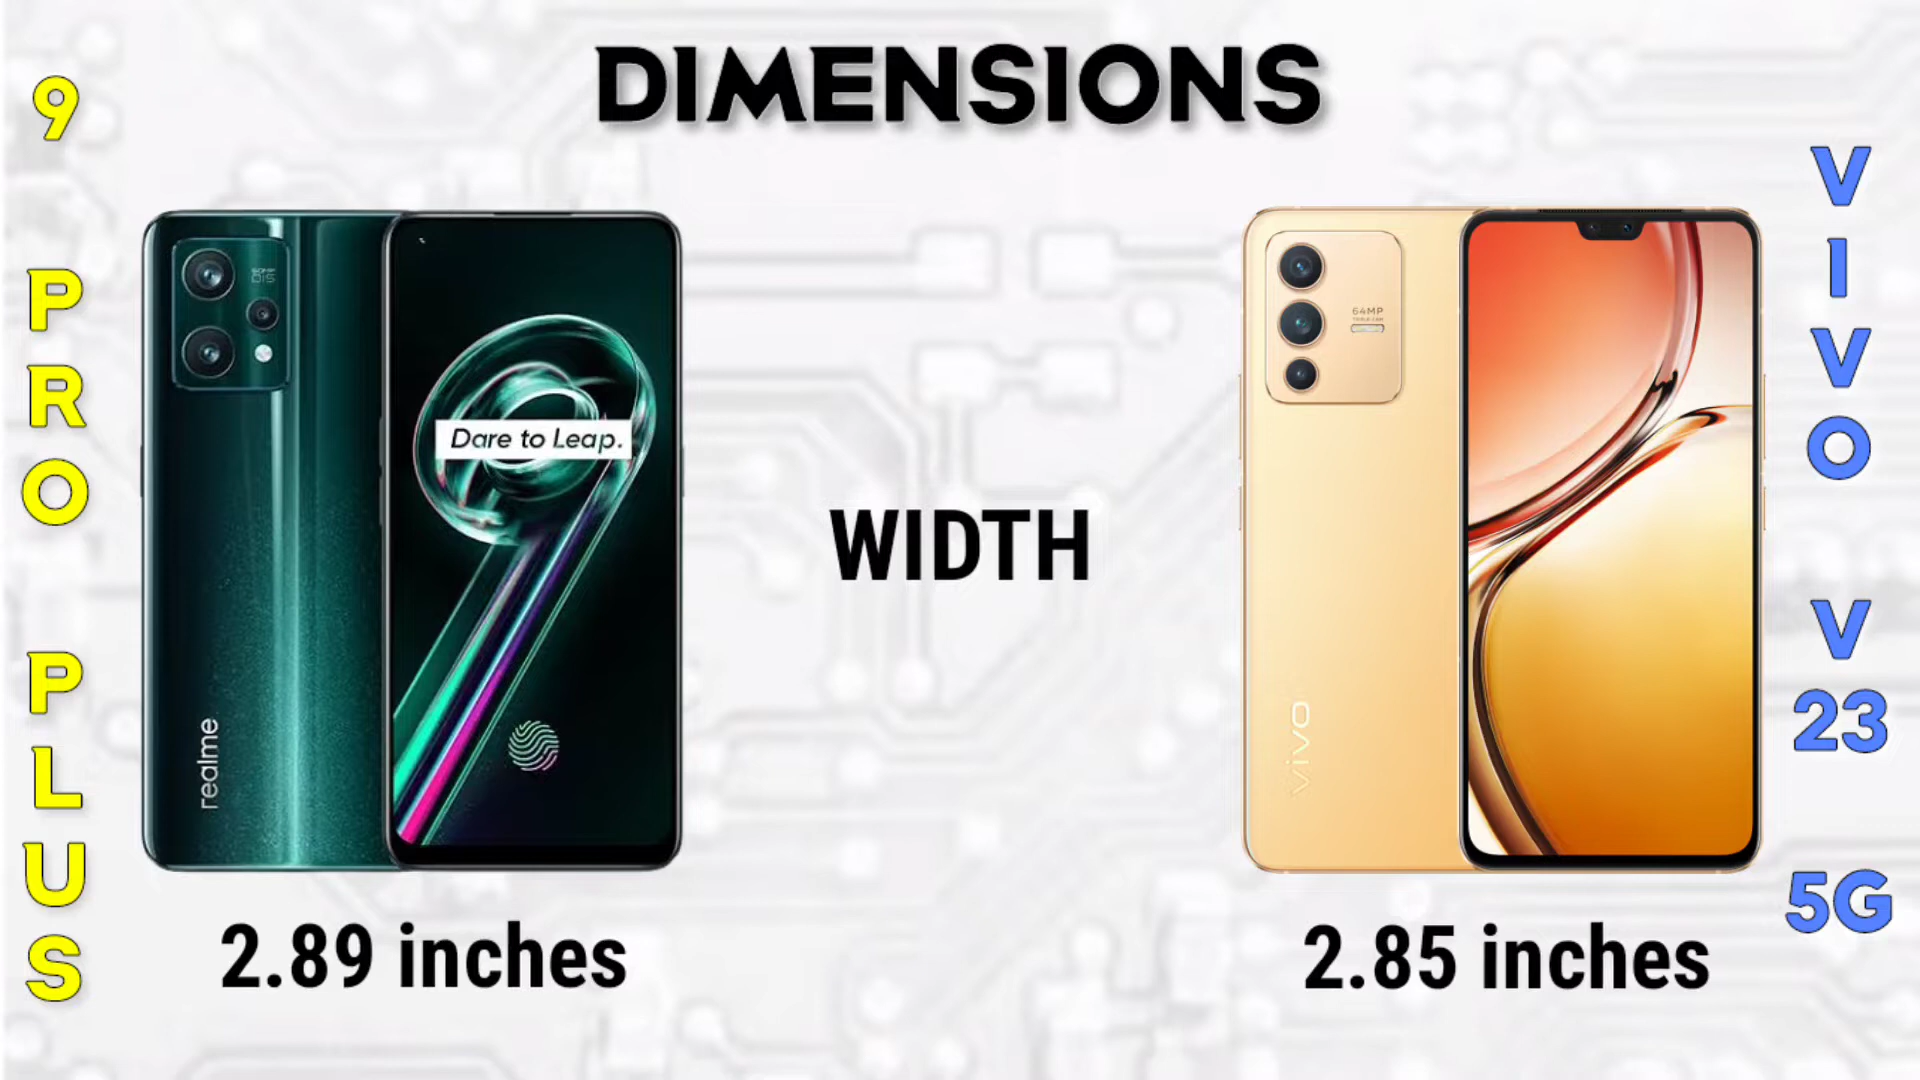 DIMENSIONS
9 PRO PLUS
VIVO V 23 5G
Dare to Leap.
realme
64MP
vivo
WIDTH
2.89 inches
2.85 inches